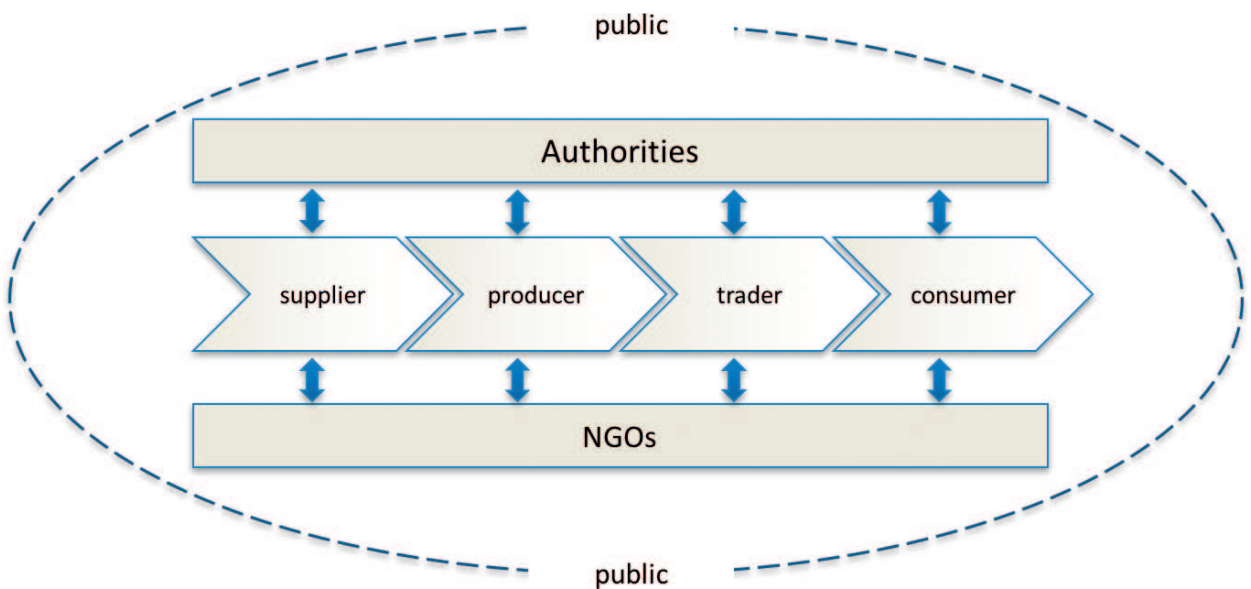 public
Authorities
supplier producer trader consumer
NGOs
public